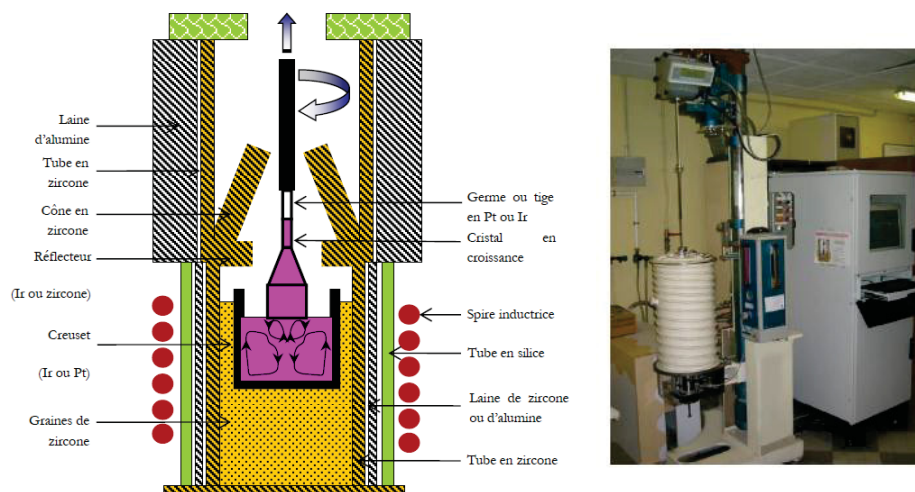 Laine
d'alumine
Tube en
zircone
Cône en
zircone
Réflecteur
(Ir ou zircone)
Creuset
(Ir ou Pt)
Graines de
zircone
Germe ou tige
en Pt ou Ir
Cristal en
croissance
Spire inductrice
Tube en silice
Laine de zircone
ou d'alumine
Tube en zircone